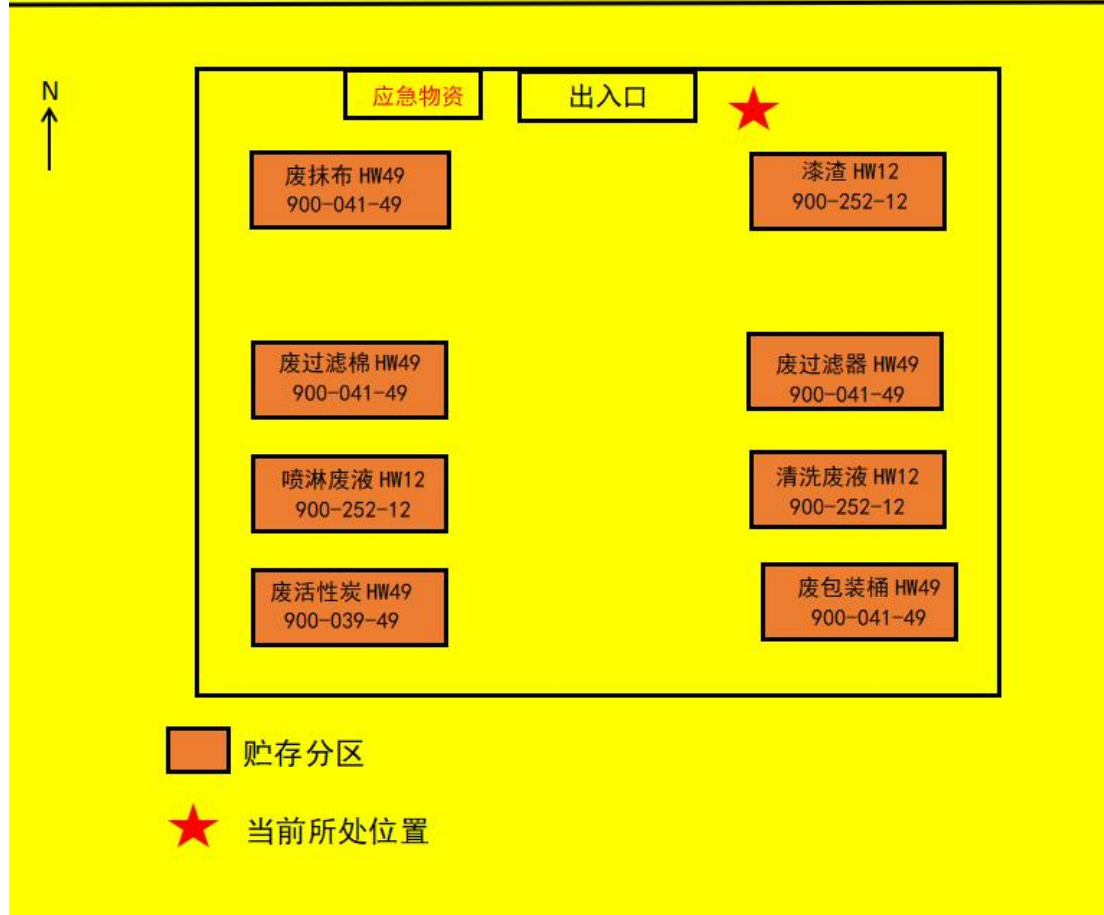 N
应急物资
出入口
废抹布 HW49
900-041-49
漆渣 HW12
900-252-12
废过滤棉 HW49
900-041-49
废过滤器 HW49
900-041-49
喷淋废液 HW12
900-252-12
清洗废液 HW12
900-252-12
废活性炭 HW49
900-039-49
废包装桶 HW49
900-041-49
贮存分区
当前所处位置